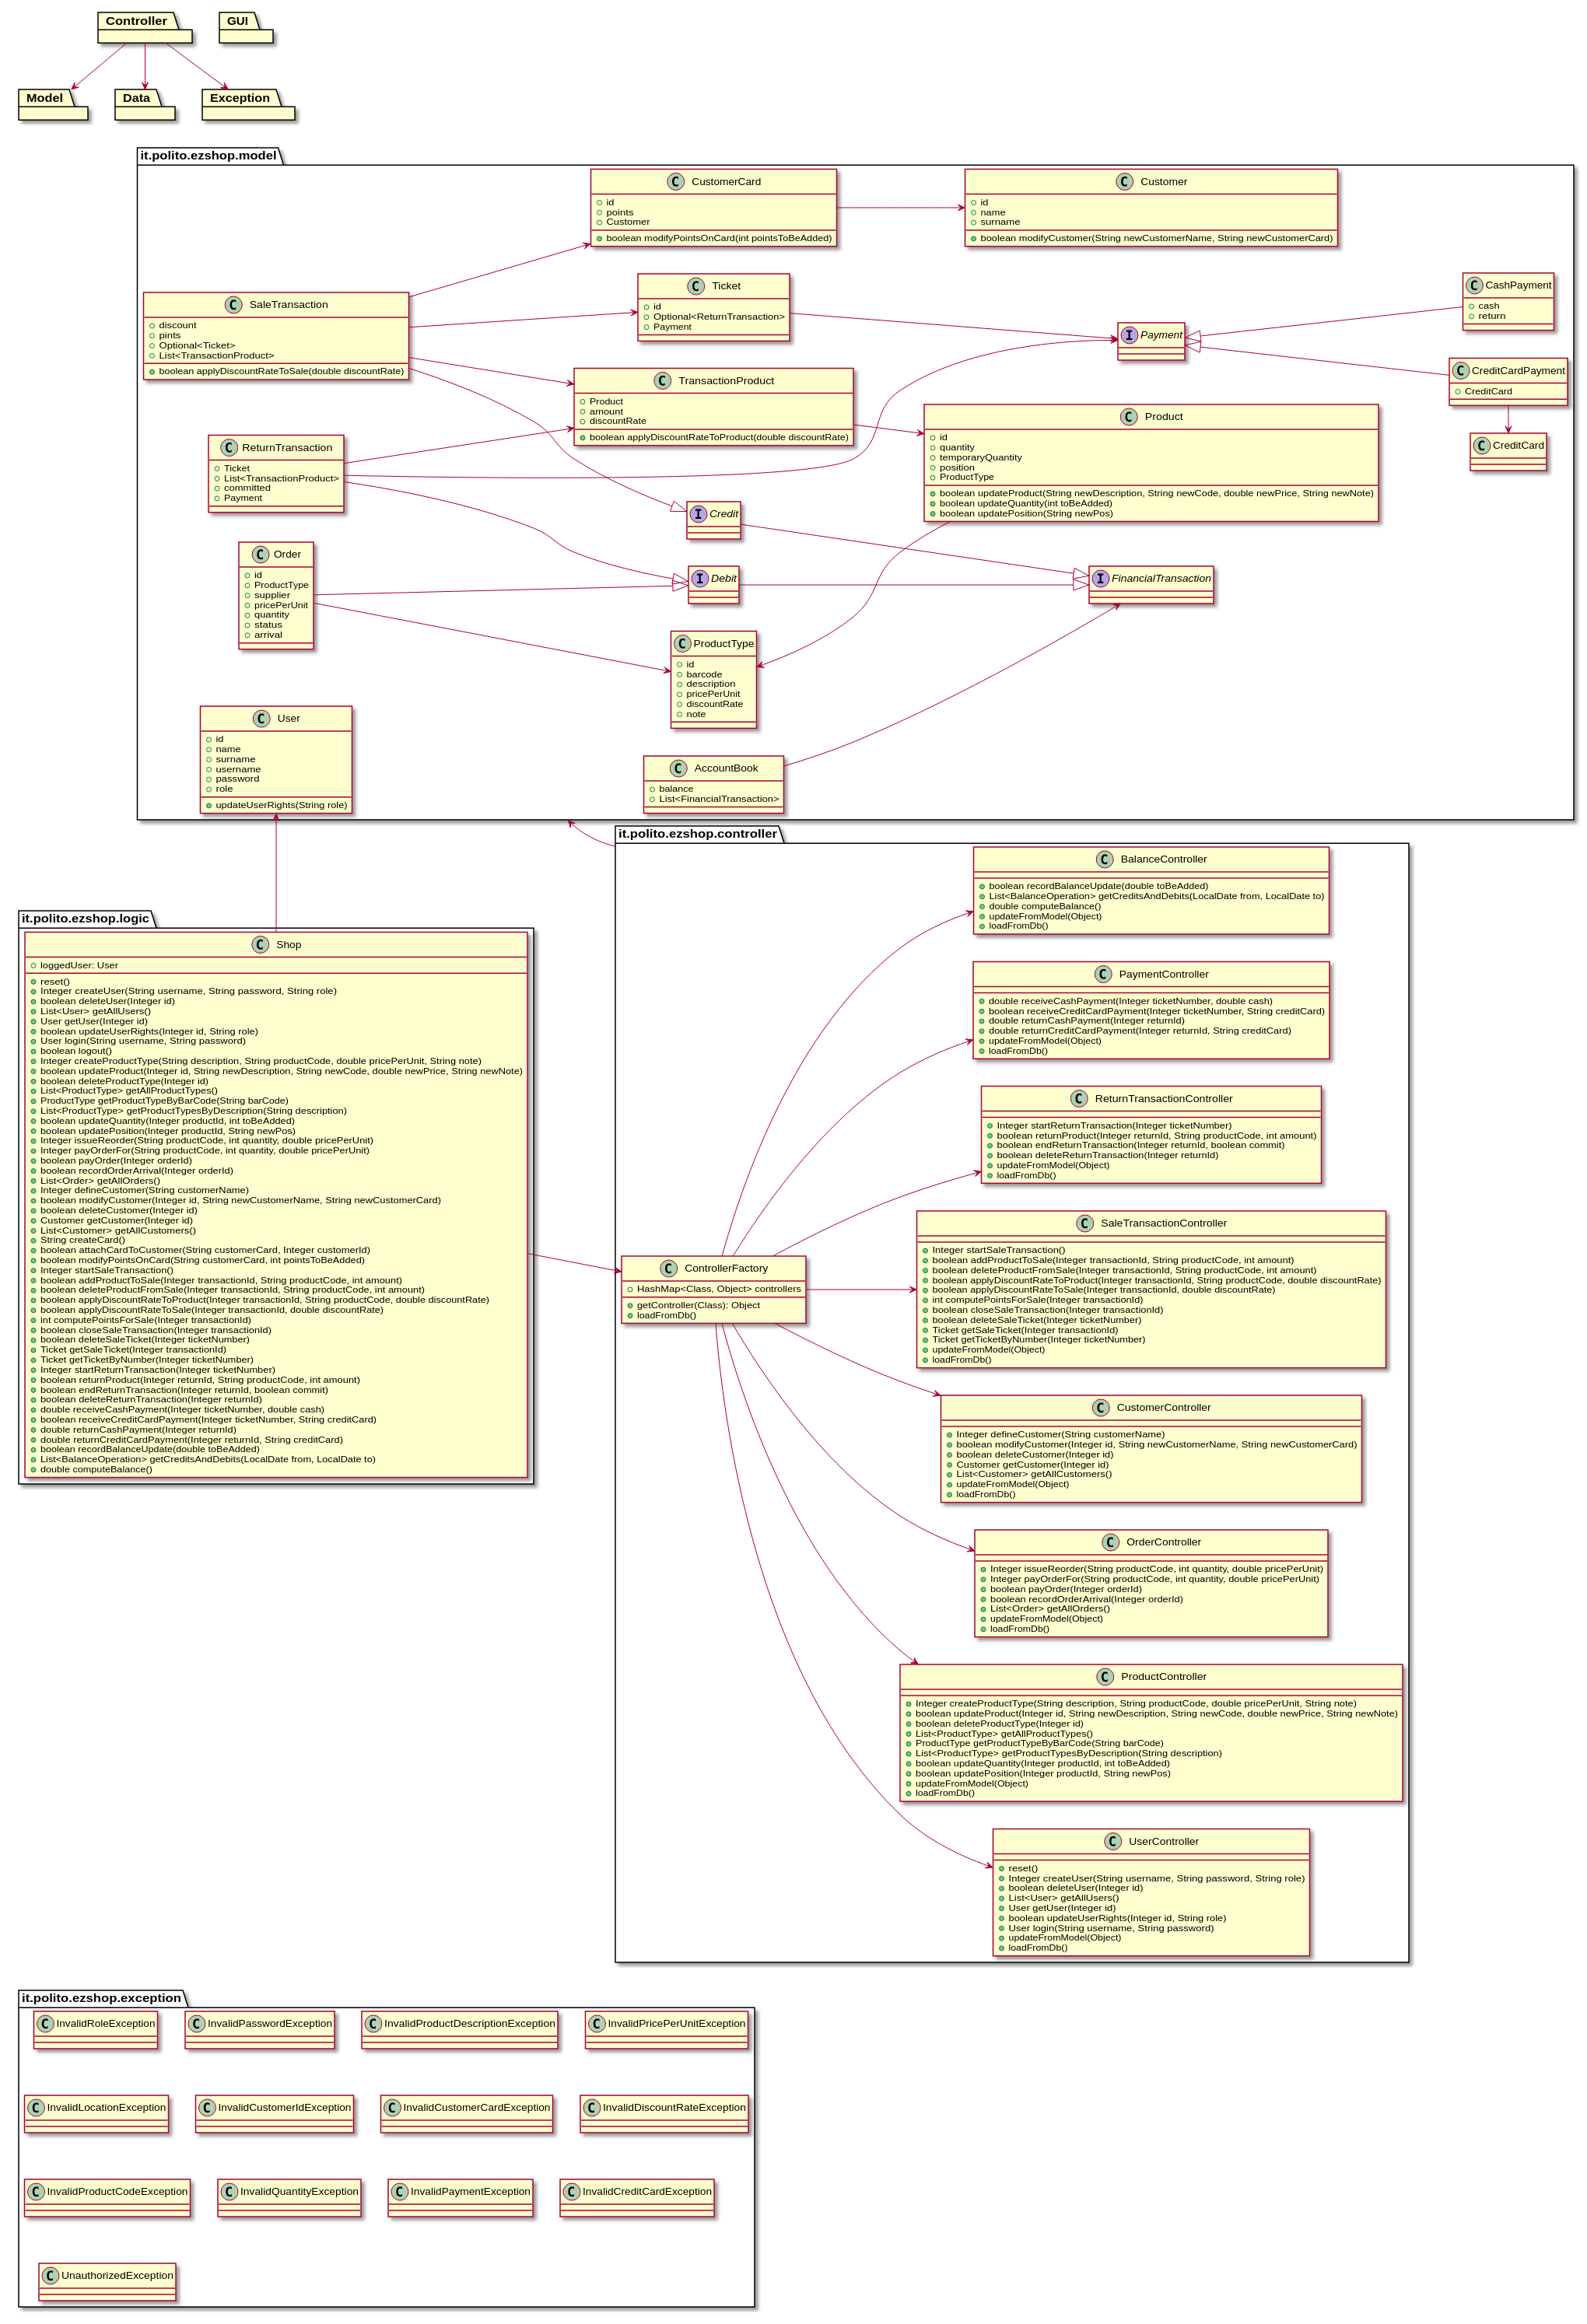 Controller
GUI
Model
Data
Exception
it.polito.ezshop.model
CustomerCard
id
points
Customer
boolean modifyPointsOnCard(int pointsToBeAdded)
Customer
id
name
surname
boolean modifyCustomer(String newCustomerName, String newCustomerCard)
SaleTransaction
discount
pints
Optional<Ticket>
List<TransactionProduct>
boolean applyDiscountRateToSale(double discountRate)
Ticket
id
Optional<ReturnTransaction>
Payment
Payment
CashPayment
cash
return
TransactionProduct
Product
amount
discountRate
boolean applyDiscountRateToProduct(double discountRate)
CreditCardPayment
CreditCard
Product
id
quantity
temporaryQuantity
position
ProductType
boolean updateProduct(String newDescription, String newCode, double newPrice, String newNote)
boolean updateQuantity(int toBeAdded)
boolean updatePosition(String newPos)
CreditCard
ReturnTransaction
Ticket
List<TransactionProduct>
committed
Payment
Credit
Order
id
ProductType
supplier
pricePerUnit
quantity
status
arrival
Debit
FinancialTransaction
ProductType
id
barcode
description
pricePerUnit
discountRate
note
User
id
name
surname
username
password
role
updateUserRights(String role)
AccountBook
balance
List<FinancialTransaction>
it.polito.ezshop.logic
Shop
loggedUser: User
reset()
Integer createUser(String username, String password, String role)
boolean deleteUser(Integer id)
List<User> getAllUsers()
User getUser(Integer id)
boolean updateUserRights(Integer id, String role)
User login(String username, String password)
boolean logout()
Integer createProductType(String description, String productCode, double pricePerUnit, String note)
boolean updateProduct(Integer id, String newDescription, String newCode, double newPrice, String newNote)
boolean deleteProductType(Integer id)
List<ProductType> getAllProductTypes()
ProductType getProductTypeByBarCode(String barCode)
List<ProductType> getProductTypesByDescription(String description)
boolean updateQuantity(Integer productId, int toBeAdded)
boolean updatePosition(Integer productId, String newPos)
Integer issueReorder(String productCode, int quantity, double pricePerUnit)
Integer payOrderFor(String productCode, int quantity, double pricePerUnit)
boolean payOrder(Integer orderId)
boolean recordOrderArrival(Integer orderId)
List<Order> getAllOrders()
Integer defineCustomer(String customerName)
boolean modifyCustomer(Integer id, String newCustomerName, String newCustomerCard)
boolean deleteCustomer(Integer id)
Customer getCustomer(Integer id)
List<Customer> getAllCustomers()
String createCard()
boolean attachCardToCustomer(String customerCard, Integer customerId)
boolean modifyPointsOnCard(String customerCard, int pointsToBeAdded)
Integer startSaleTransaction()
boolean addProductToSale(Integer transactionId, String productCode, int amount)
boolean deleteProductFromSale(Integer transactionId, String productCode, int amount)
boolean applyDiscountRateToProduct(Integer transactionId, String productCode, double discountRate)
boolean applyDiscountRateToSale(Integer transactionId, double discountRate)
int computePointsForSale(Integer transactionId)
boolean closeSaleTransaction(Integer transactionId)
boolean deleteSaleTicket(Integer ticketNumber)
Ticket getSaleTicket(Integer transactionId)
Ticket getTicketByNumber(Integer ticketNumber)
Integer startReturnTransaction(Integer ticketNumber)
boolean returnProduct(Integer returnId, String productCode, int amount)
boolean endReturnTransaction(Integer returnId, boolean commit)
boolean deleteReturnTransaction(Integer returnId)
double receiveCashPayment(Integer ticketNumber, double cash)
boolean receiveCreditCardPayment(Integer ticketNumber, String creditCard)
double returnCashPayment(Integer returnId)
double returnCreditCardPayment(Integer returnId, String creditCard)
boolean recordBalanceUpdate(double toBeAdded)
List<BalanceOperation> getCreditsAndDebits(LocalDate from, LocalDate to)
double computeBalance()
it.polito.ezshop.controller
ControllerFactory
HashMap<Class, Object> controllers
getController(Class): Object
loadFromDb()
BalanceController
boolean recordBalanceUpdate(double toBeAdded)
List<BalanceOperation> getCreditsAndDebits(LocalDate from, LocalDate to)
double computeBalance()
updateFromModel(Object)
loadFromDb()
PaymentController
double receiveCashPayment(Integer ticketNumber, double cash)
boolean receiveCreditCardPayment(Integer ticketNumber, String creditCard)
double returnCashPayment(Integer returnId)
double returnCreditCardPayment(Integer returnId, String creditCard)
updateFromModel(Object)
loadFromDb()
ReturnTransactionController
Integer startReturnTransaction(Integer ticketNumber)
boolean returnProduct(Integer returnId, String productCode, int amount)
boolean endReturnTransaction(Integer returnId, boolean commit)
boolean deleteReturnTransaction(Integer returnId)
updateFromModel(Object)
loadFromDb()
SaleTransactionController
Integer startSaleTransaction()
boolean addProductToSale(Integer transactionId, String productCode, int amount)
boolean deleteProductFromSale(Integer transactionId, String productCode, int amount)
boolean applyDiscountRateToProduct(Integer transactionId, String productCode, double discountRate)
boolean applyDiscountRateToSale(Integer transactionId, double discountRate)
int computePointsForSale(Integer transactionId)
boolean closeSaleTransaction(Integer transactionId)
boolean deleteSaleTicket(Integer ticketNumber)
Ticket getSaleTicket(Integer transactionId)
Ticket getTicketByNumber(Integer ticketNumber)
updateFromModel(Object)
loadFromDb()
CustomerController
Integer defineCustomer(String customerName)
boolean modifyCustomer(Integer id, String newCustomerName, String newCustomerCard)
boolean deleteCustomer(Integer id)
Customer getCustomer(Integer id)
List<Customer> getAllCustomers()
updateFromModel(Object)
loadFromDb()
OrderController
Integer issueReorder(String productCode, int quantity, double pricePerUnit)
Integer payOrderFor(String productCode, int quantity, double pricePerUnit)
boolean payOrder(Integer orderId)
boolean recordOrderArrival(Integer orderId)
List<Order> getAllOrders()
updateFromModel(Object)
loadFromDb()
ProductController
Integer createProductType(String description, String productCode, double pricePerUnit, String note)
boolean updateProduct(Integer id, String newDescription, String newCode, double newPrice, String newNote)
boolean deleteProductType(Integer id)
List<ProductType> getAllProductTypes()
ProductType getProductTypeByBarCode(String barCode)
List<ProductType> getProductTypesByDescription(String description)
boolean updateQuantity(Integer productId, int toBeAdded)
boolean updatePosition(Integer productId, String newPos)
updateFromModel(Object)
loadFromDb()
UserController
reset()
Integer createUser(String username, String password, String role)
boolean deleteUser(Integer id)
List<User> getAllUsers()
User getUser(Integer id)
boolean updateUserRights(Integer id, String role)
User login(String username, String password)
updateFromModel(Object)
loadFromDb()
it.polito.ezshop.exception
InvalidRoleException
InvalidPasswordException
InvalidProductDescriptionException
InvalidPricePerUnitException
InvalidLocationException
InvalidCustomerIdException
InvalidCustomerCardException
InvalidDiscountRateException
InvalidProductCodeException
InvalidQuantityException
InvalidPaymentException
InvalidCreditCardException
UnauthorizedException